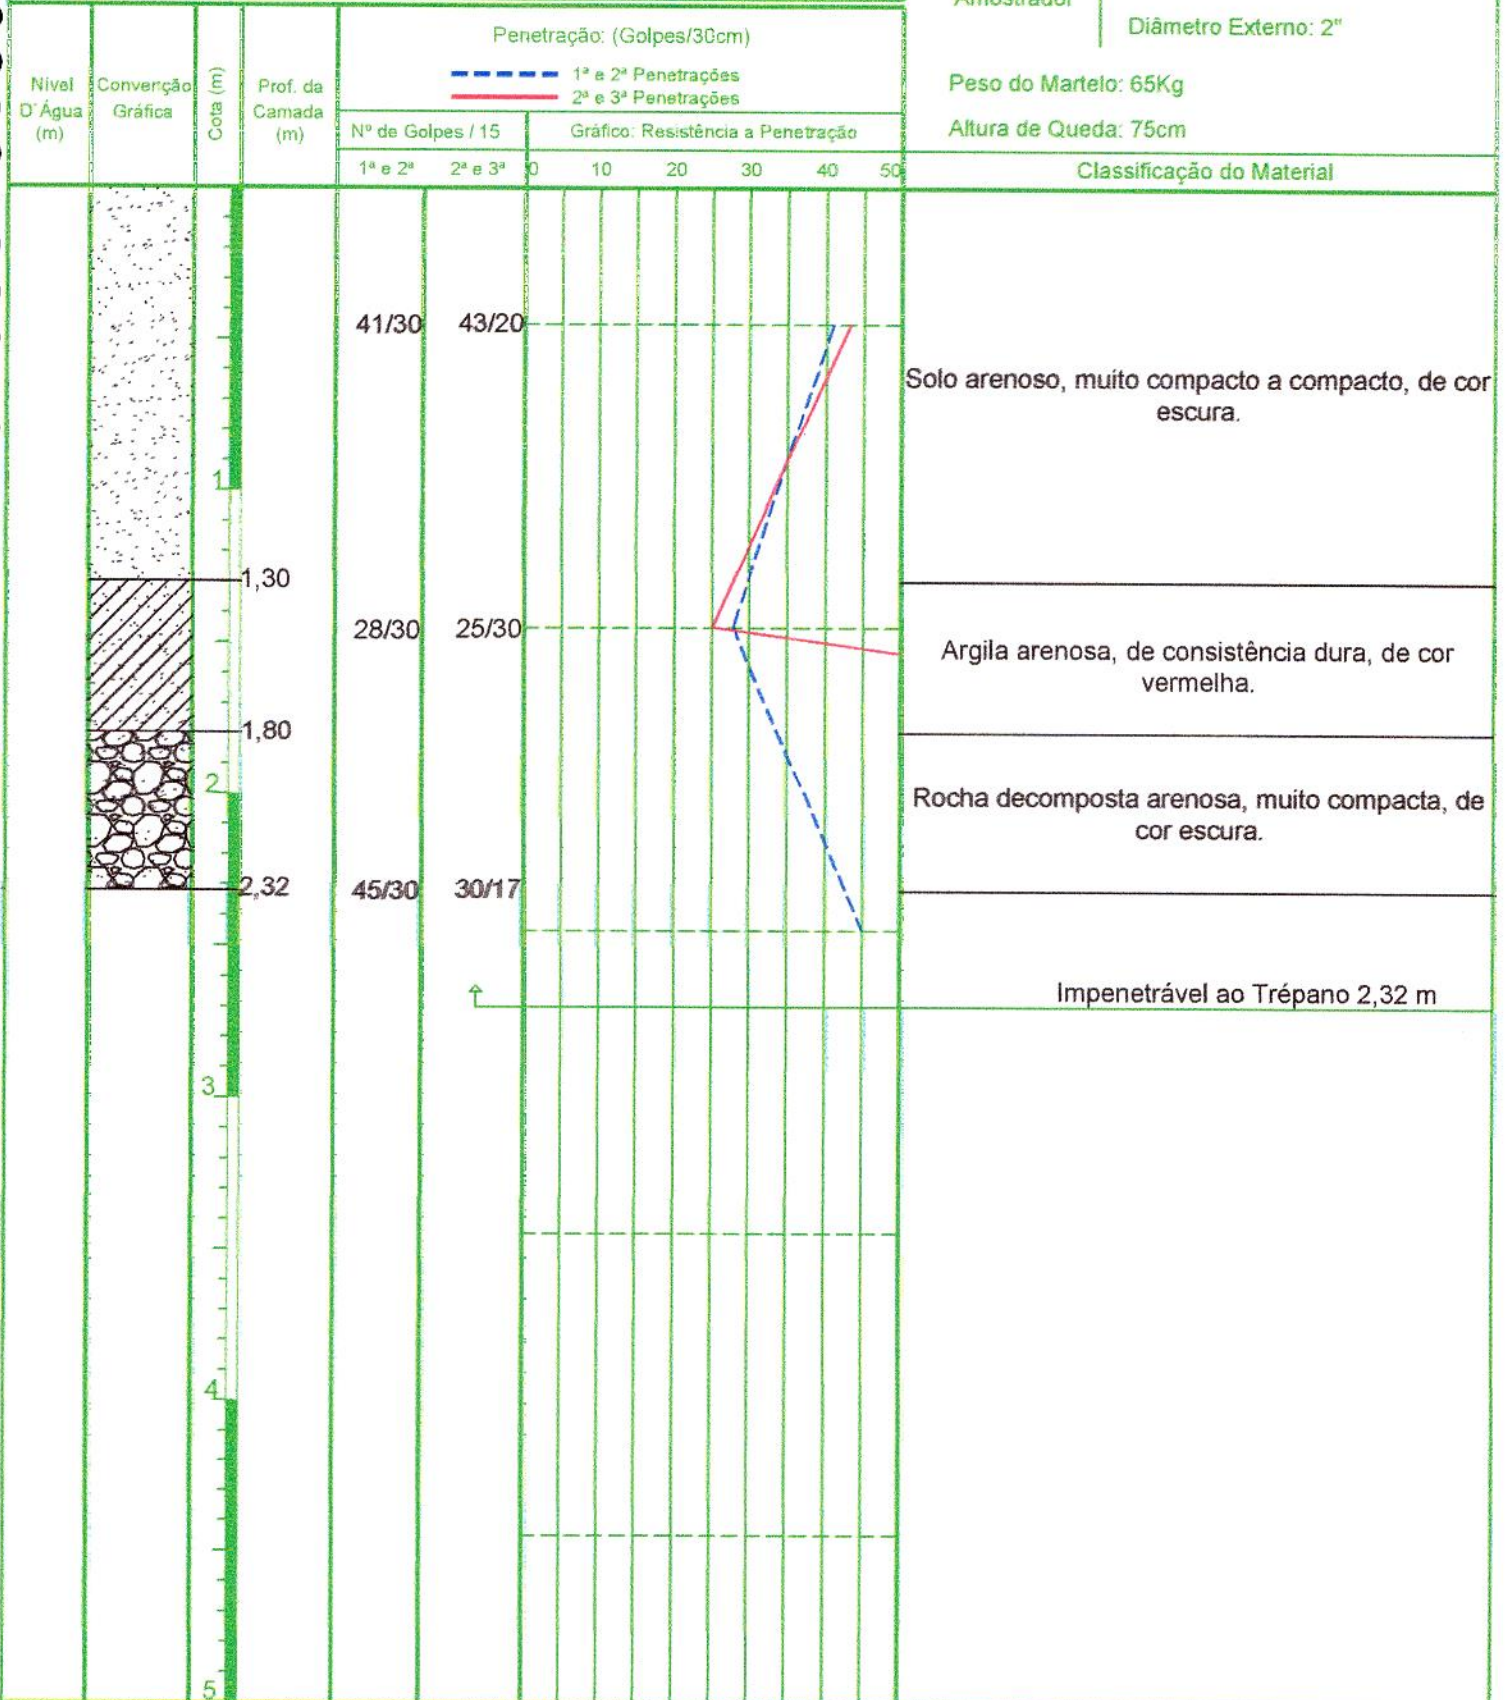 Amostrador
Diâmetro Externo: 2"
Penetração: (Golpes/30cm)
1ª e 2ª Penetrações
2ª e 3ª Penetrações
Peso do Martelo: 65Kg
Altura de Queda: 75cm
Nível
D'Água
(m)
Convenção
Gráfica
Cota (m)
Prof. da
Camada
(m)
Nº de Golpes / 15
Gráfico: Resistência a Penetração
1ª e 2ª
2ª e 3ª
0 10 20 30 40 50
Classificação do Material
41/30 43/20
Solo arenoso, muito compacto a compacto, de cor
escura.
1
1,30
28/30 25/30
Argila arenosa, de consistência dura, de cor
vermelha.
1,80
2
Rocha decomposta arenosa, muito compacta, de
cor escura.
2,32 45/30 30/17
Impenetrável ao Trépano 2,32 m
3
4
5